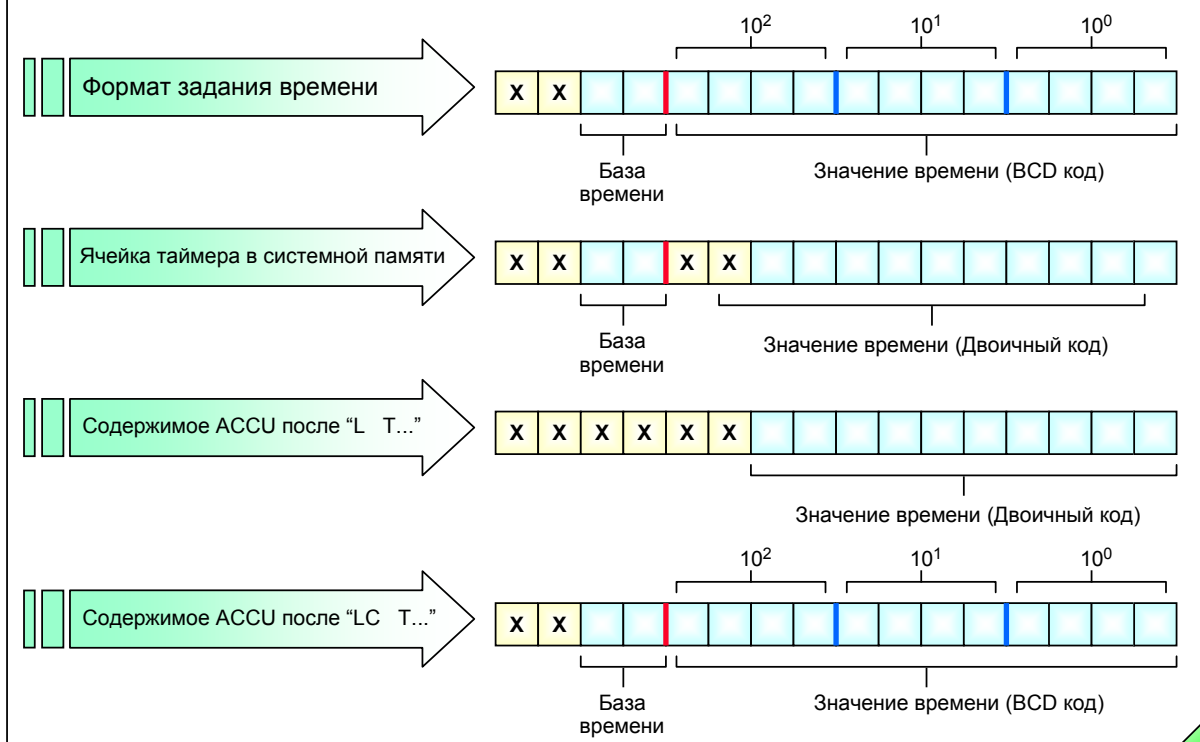 10² 10¹ 10⁰
Формат задания времени
X X
База
времени
Значение времени (BCD код)
Ячейка таймера в системной памяти
X X X X
База
времени
Значение времени (Двоичный код)
Содержимое ACCU после “L T...”
X X X X X X
Значение времени (Двоичный код)
10² 10¹ 10⁰
Содержимое ACCU после “LC T...”
X X
База
времени
Значение времени (BCD код)